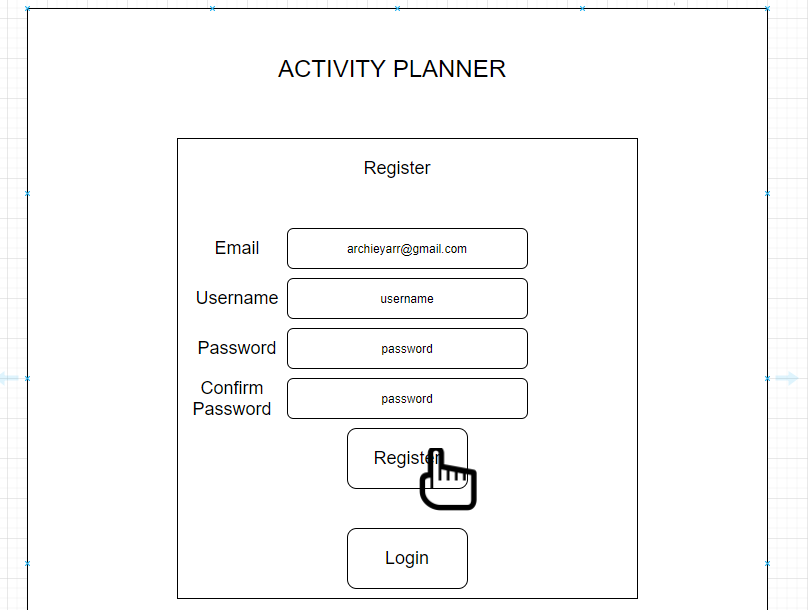 ACTIVITY PLANNER
Register
Email
archieyarr@gmail.com
Username
username
Password
password
Confirm
Password
password
Register
Login